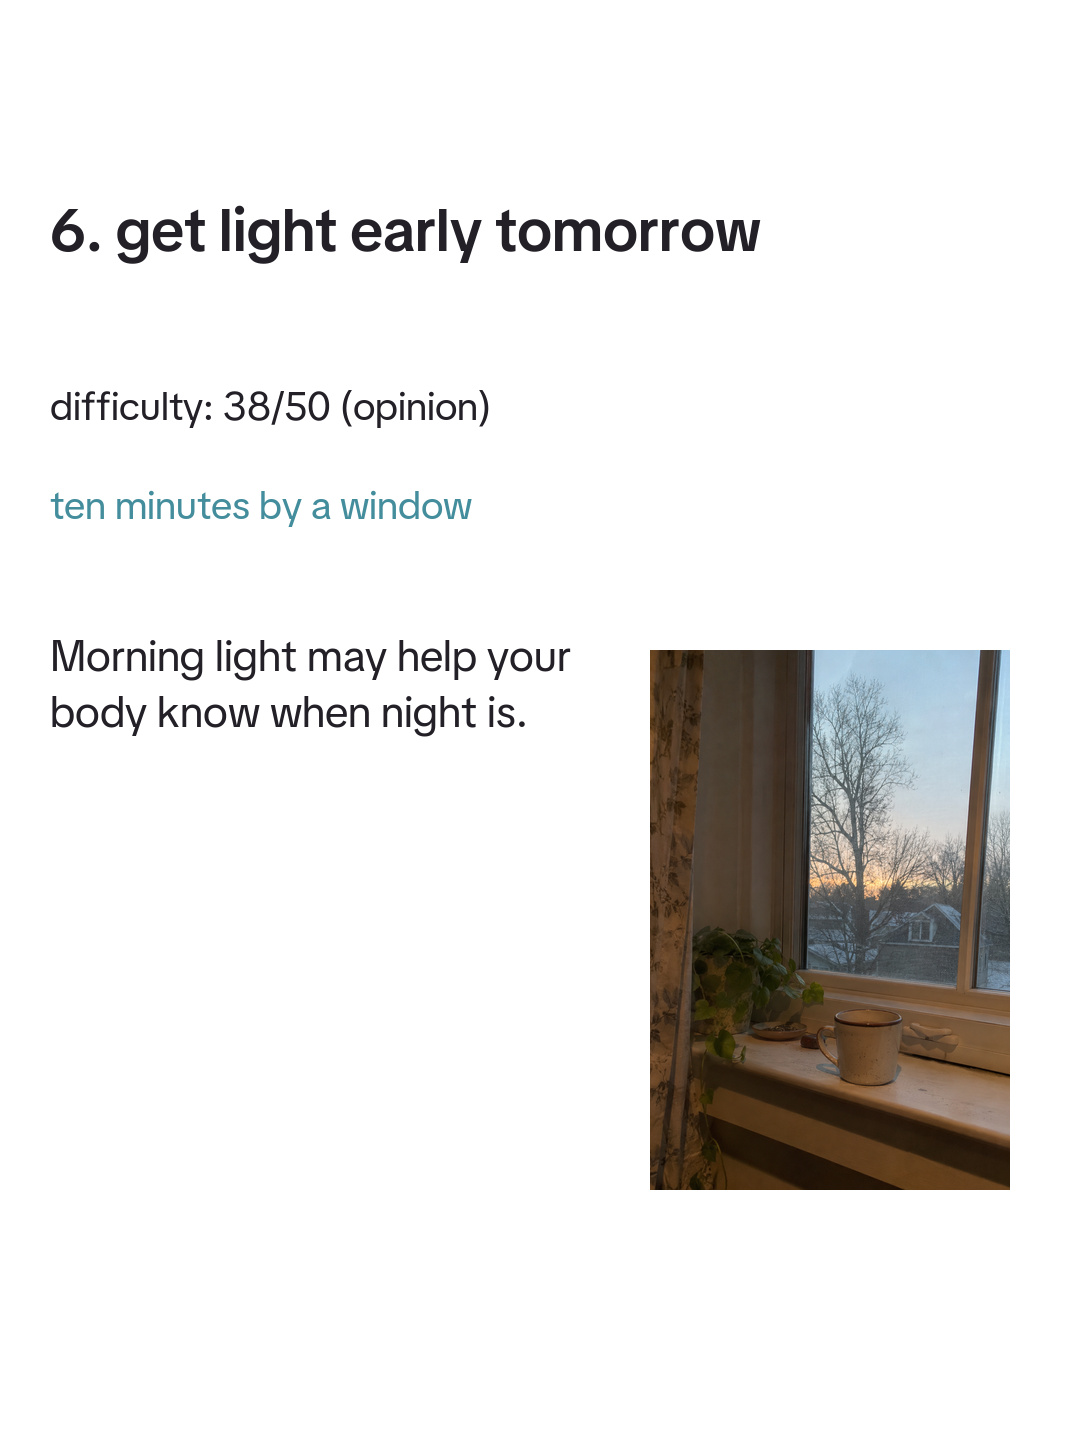 6. get light early tomorrow
difficulty: 38/50 (opinion)
ten minutes by a window
Morning light may help your
body know when night is.